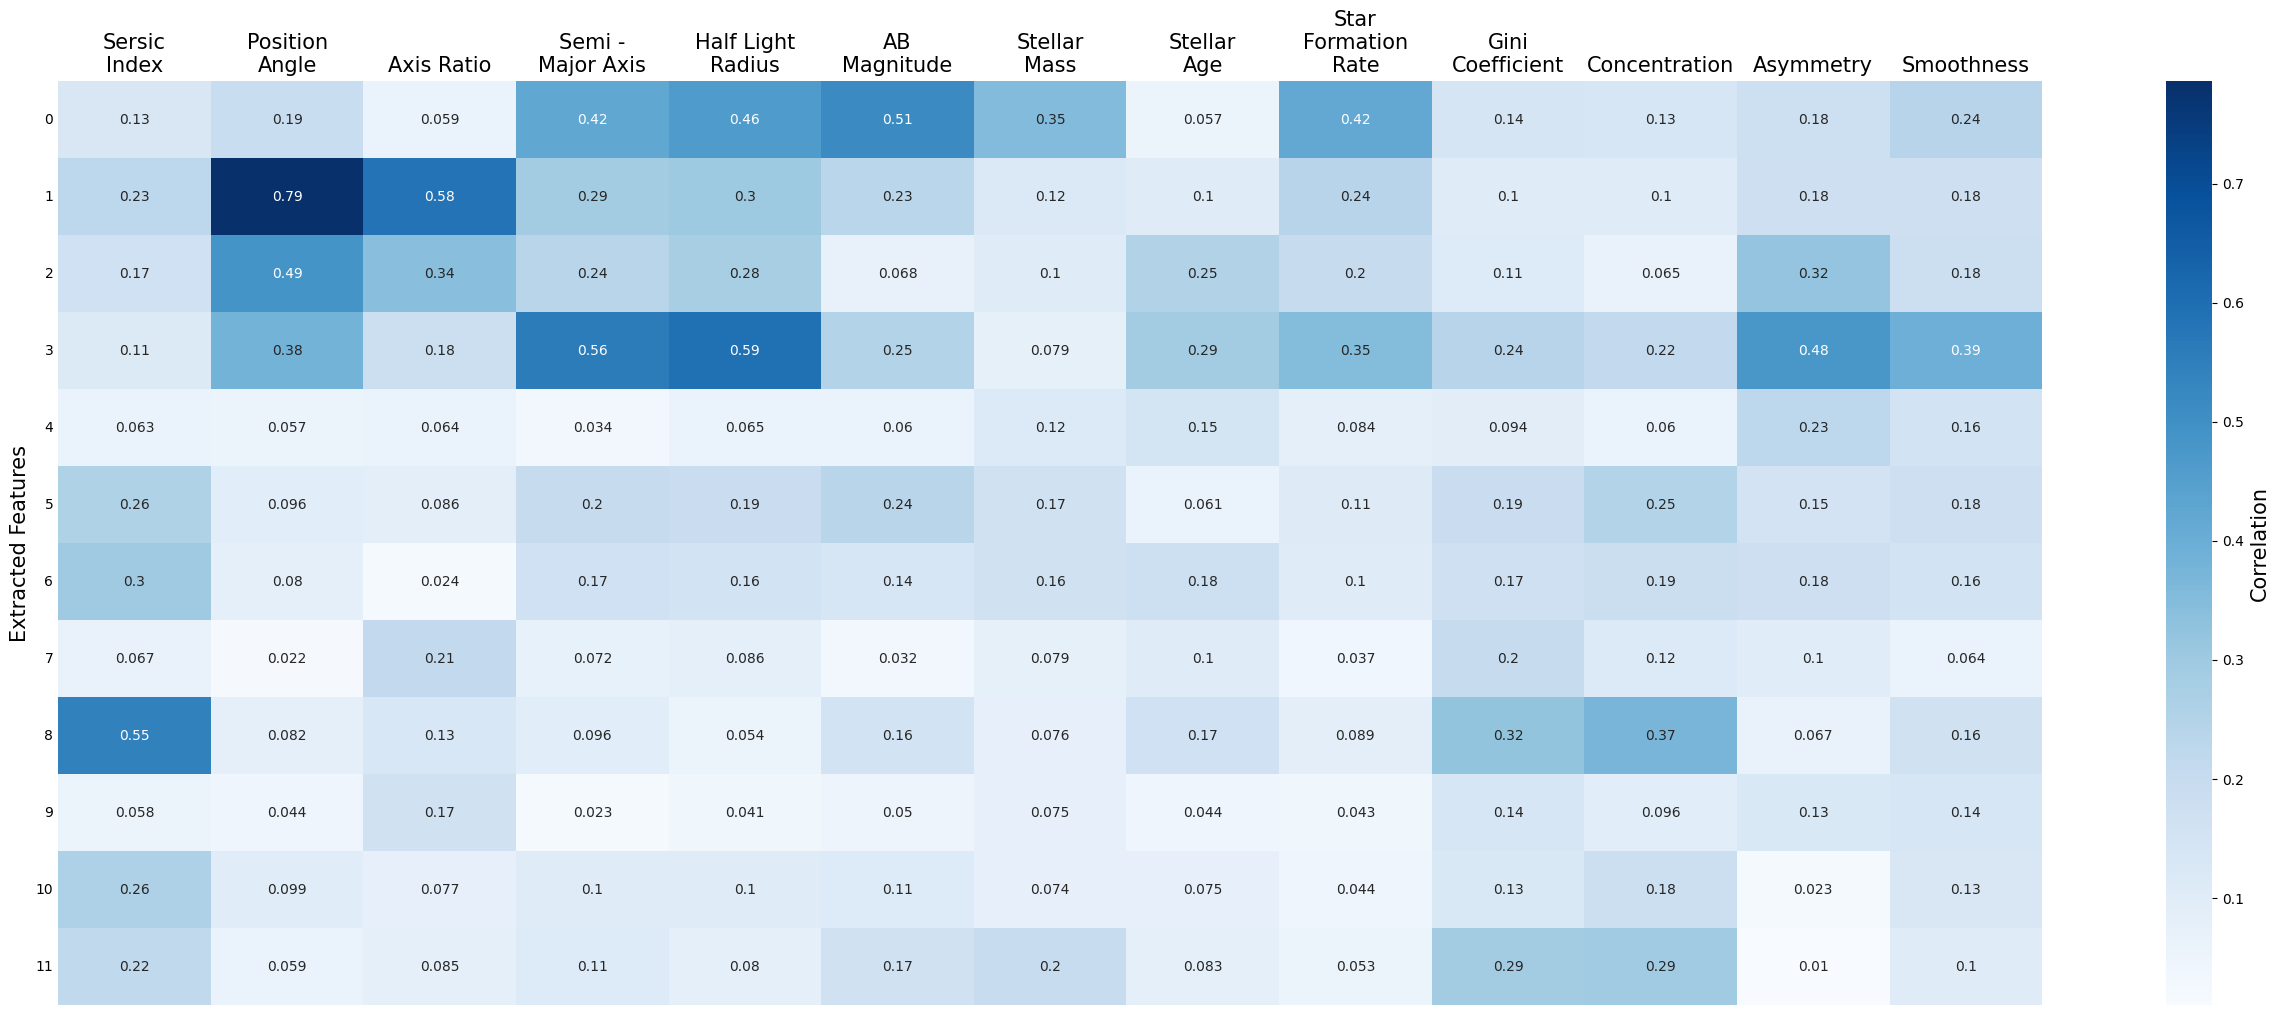 Star
Sersic Position Semi - Half Light AB Stellar Stellar Formation Gini
Index Angle Axis Ratio Major Axis Radius Magnitude Mass Age Rate Coefficient Concentration Asymmetry Smoothness
0 0.13 0.19 0.059 0.42 0.46 0.51 0.35 0.057 0.42 0.14 0.13 0.18 0.24
1 0.23 0.79 0.58 0.29 0.3 0.23 0.12 0.1 0.24 0.1 0.1 0.18 0.18
2 0.17 0.49 0.34 0.24 0.28 0.068 0.1 0.25 0.2 0.11 0.065 0.32 0.18
3 0.11 0.38 0.18 0.56 0.59 0.25 0.079 0.29 0.35 0.24 0.22 0.48 0.39
4 0.063 0.057 0.064 0.034 0.065 0.06 0.12 0.15 0.084 0.094 0.06 0.23 0.16
5 0.26 0.096 0.086 0.2 0.19 0.24 0.17 0.061 0.11 0.19 0.25 0.15 0.18
6 0.3 0.08 0.024 0.17 0.16 0.14 0.16 0.18 0.1 0.17 0.19 0.18 0.16
7 0.067 0.022 0.21 0.072 0.086 0.032 0.079 0.1 0.037 0.2 0.12 0.1 0.064
8 0.55 0.082 0.13 0.096 0.054 0.16 0.076 0.17 0.089 0.32 0.37 0.067 0.16
9 0.058 0.044 0.17 0.023 0.041 0.05 0.075 0.044 0.043 0.14 0.096 0.13 0.14
10 0.26 0.099 0.077 0.1 0.1 0.11 0.074 0.075 0.044 0.13 0.18 0.023 0.13
11 0.22 0.059 0.085 0.11 0.08 0.17 0.2 0.083 0.053 0.29 0.29 0.01 0.1
Extracted Features
0.7
0.6
0.5
0.4
0.3
0.2
0.1
Correlation